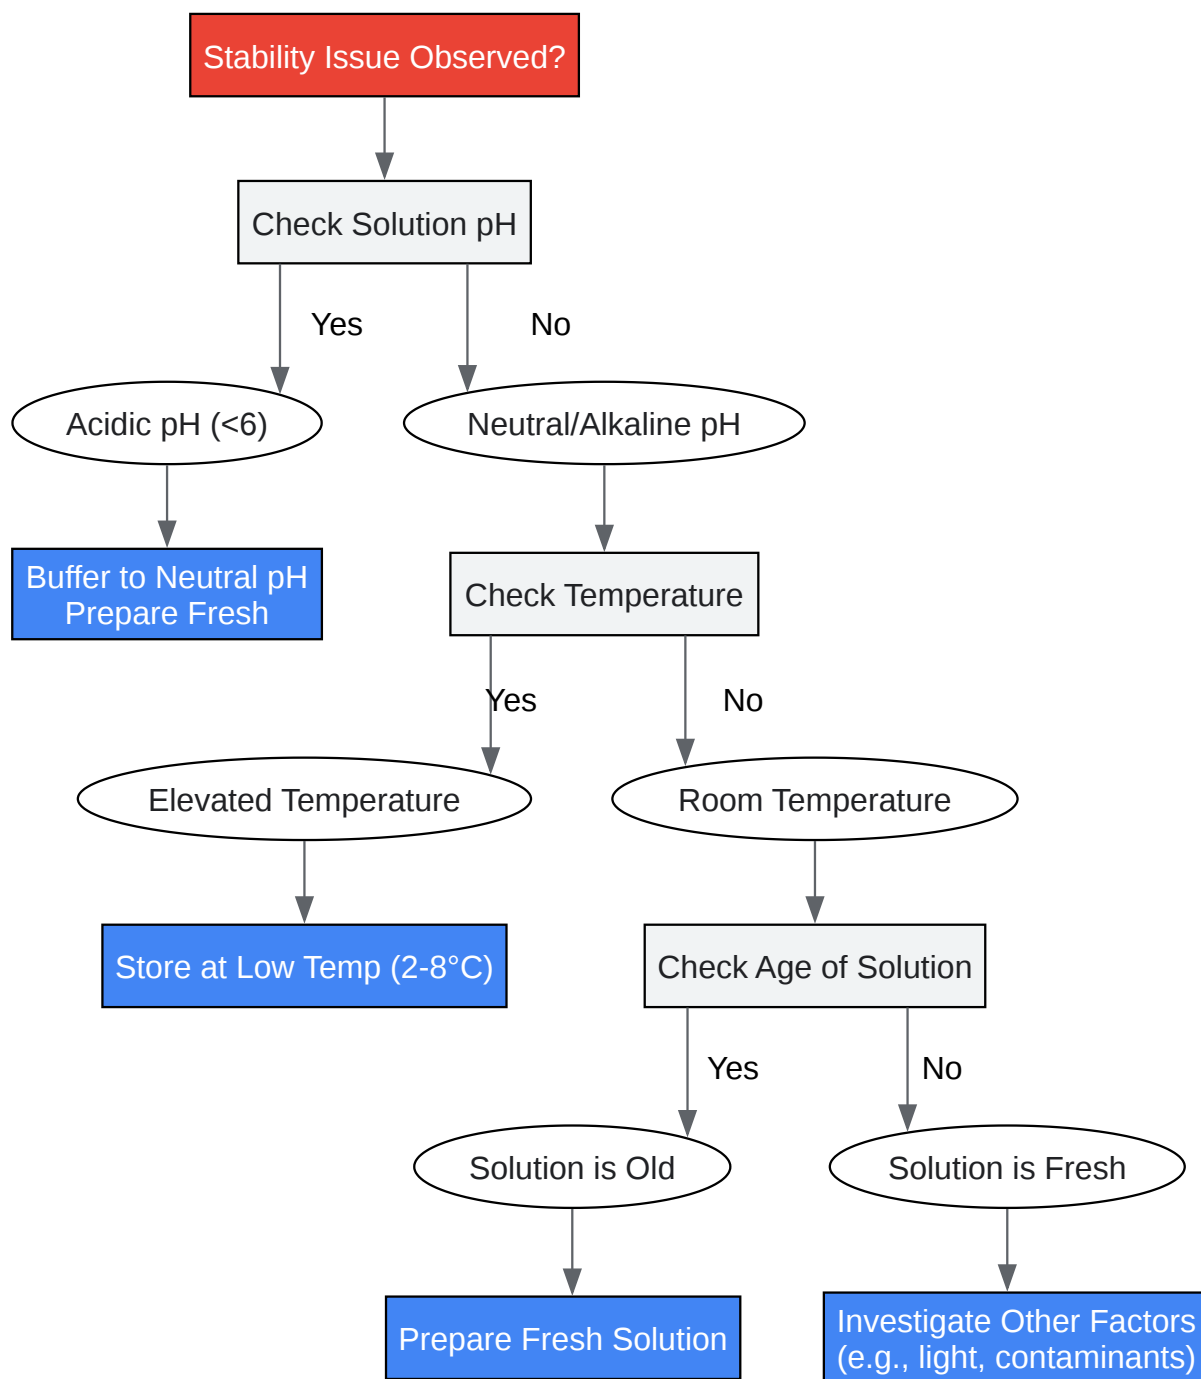 Stability Issue Observed?
Check Solution pH
Yes
No
Acidic pH (<6)
Neutral/Alkaline pH
Buffer to Neutral pH
Prepare Fresh
Check Temperature
Yes
No
Elevated Temperature
Room Temperature
Store at Low Temp (2-8°C)
Check Age of Solution
Yes
No
Solution is Old
Solution is Fresh
Prepare Fresh Solution
Investigate Other Factors
(e.g., light, contaminants)